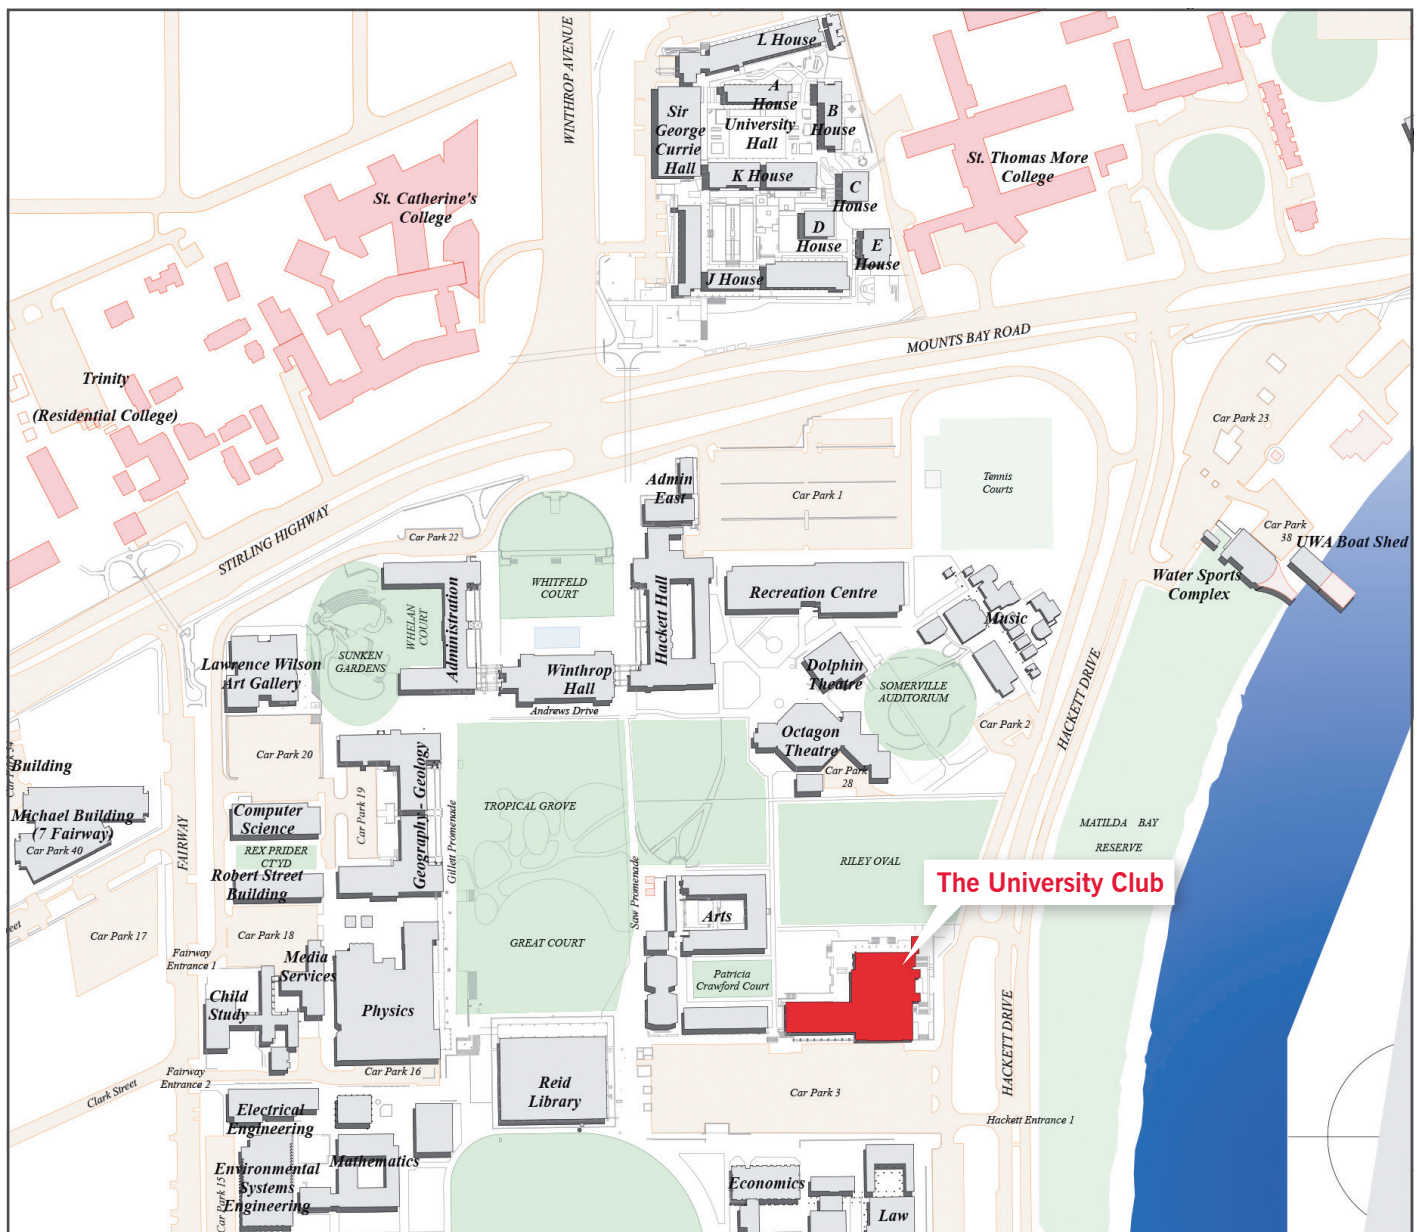 WINTHROP AVENUE
L House
A
House
University
Hall
B
House
Sir
George
Currie
Hall
K House
C
House
D
House
E
House
J House
St. Thomas More
College
St. Catherine's
College
MOUNTS BAY ROAD
Trinity
(Residential College)
STIRLING HIGHWAY
Car Park 23
Car Park
38
UWA Boat Shed
Water Sports
Complex
Tennis
Courts
Car Park 1
Admin
East
Car Park 22
WHITFELD
COURT
Hackett Hall
Recreation Centre
Music
WHELAN
COURT
Administration
SUNKEN
GARDENS
Lawrence Wilson
Art Gallery
Winthrop
Hall
Andrews Drive
Dolphin
Theatre
SOMERVILLE
AUDITORIUM
HACKETT DRIVE
Car Park 2
Octagon
Theatre
Car Park
28
Car Park 20
Car Park 19
Geography - Geology
Gillett Promenade
TROPICAL GROVE
Car Park 34
Building
Michael Building
(7 Fairway)
Car Park 40
FAIRWAY
Computer
Science
REX PRIDER
CT'YD
Robert Street
Building
MATILDA BAY
RESERVE
RILEY OVAL
The University Club
Saw Promenade
Arts
GREAT COURT
Patricia
Crawford Court
reet
Car Park 17
Car Park 18
Fairway
Entrance 1
Media
Services
Child
Study
Physics
HACKETT DRIVE
Fairway
Entrance 2
Car Park 16
Clark Street
Reid
Library
Car Park 3
Hackett Entrance 1
Electrical
Engineering
Mathematics
Environmental
Systems
Engineering
Car Park 15
Economics
Law